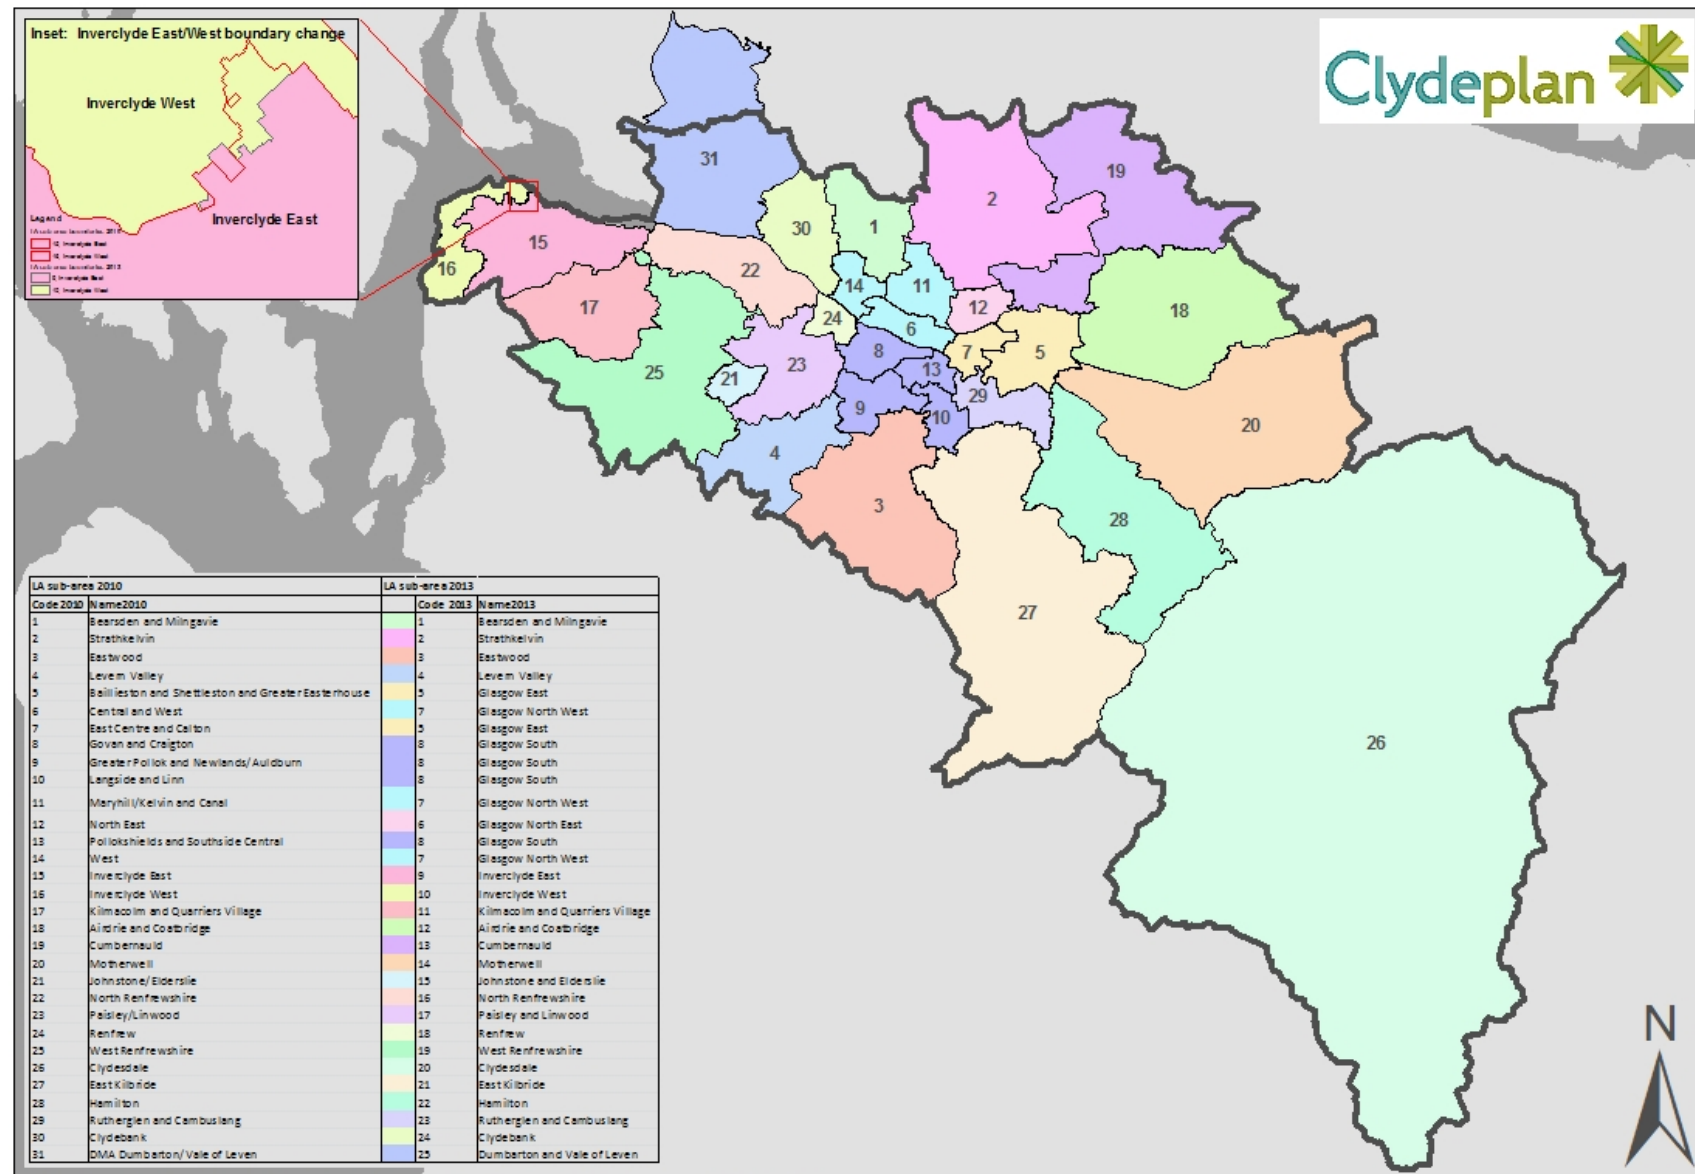 Inset: Inverclyde East/West boundary change
Inverclyde West
Inverclyde East
Legend
Clydeplan
31
19
2
30
1
15
16
22
14
11
12
18
17
24
6
7
5
8
25
21
23
13
29
9
10
20
4
3
28
27
26
N
LA sub-area 2010 LA sub-area 2013
Code 2010 Name2010 Code 2013 Name2013
1 Bearsden and Milngavie 1 Bearsden and Milngavie
2 Strathkelvin 2 Strathkelvin
3 Eastwood 3 Eastwood
4 Levern Valley 4 Levern Valley
5 Baillieston and Shettleston and Greater Easterhouse 5 Glasgow East
6 Central and West 7 Glasgow North West
7 East Centre and Calton 5 Glasgow East
8 Govan and Craigton 8 Glasgow South
9 Greater Pollok and Newlands/Auldburn 8 Glasgow South
10 Langside and Linn 8 Glasgow South
11 Maryhill/Kelvin and Canal 7 Glasgow North West
12 North East 6 Glasgow North East
13 Pollokshields and Southside Central 8 Glasgow South
14 West 7 Glasgow North West
15 Inverclyde East 9 Inverclyde East
16 Inverclyde West 10 Inverclyde West
17 Kilmacolm and Quarriers Village 11 Kilmacolm and Quarriers Village
18 Airdrie and Coatbridge 12 Airdrie and Coatbridge
19 Cumbernauld 13 Cumbernauld
20 Motherwell 14 Motherwell
21 Johnstone/Elderslie 15 Johnstone and Elderslie
22 North Renfrewshire 16 North Renfrewshire
23 Paisley/Linwood 17 Paisley and Linwood
24 Renfrew 18 Renfrew
25 West Renfrewshire 19 West Renfrewshire
26 Clydesdale 20 Clydesdale
27 East Kilbride 21 East Kilbride
28 Hamilton 22 Hamilton
29 Rutherglen and Cambuslang 23 Rutherglen and Cambuslang
30 Clydebank 24 Clydebank
31 DMA Dumbarton/Vale of Leven 25 Dumbarton and Vale of Leven